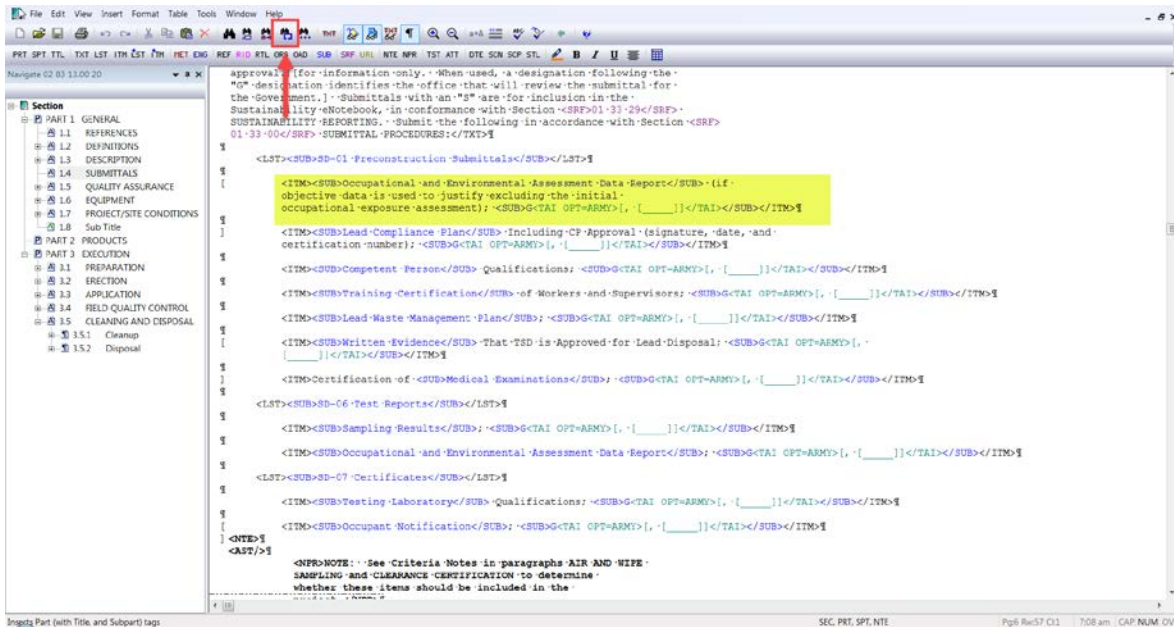 File Edit View Insert Format Table Tools Window Help
PRT SPT TTL TXT LST ITM LST ITM MET ENG REF RID RTL ORG OAD SUB SRF URL NTE NPR TST ATT DTE SCN SCP STL B I U
Navigate 02 83 13.00 20
Section
PART 1 GENERAL
1.1 REFERENCES
1.2 DEFINITIONS
1.3 DESCRIPTION
1.4 SUBMITTALS
1.5 QUALITY ASSURANCE
1.6 EQUIPMENT
1.7 PROJECT/SITE CONDITIONS
1.8 Sub Title
PART 2 PRODUCTS
PART 3 EXECUTION
3.1 PREPARATION
3.2 ERECTION
3.3 APPLICATION
3.4 FIELD QUALITY CONTROL
3.5 CLEANING AND DISPOSAL
3.5.1 Cleanup
3.5.2 Disposal
approval. [for·information·only.··When·used,·a·designation·following·the·
"G"·designation·identifies·the·office·that·will·review·the·submittal·for·
the·Government.]··Submittals·with·an·"S"·are·for·inclusion·in·the·
Sustainability·eNotebook,·in·conformance·with·Section·<SRF>01·33·29</SRF>·
SUSTAINABILITY·REPORTING.··Submit·the·following·in·accordance·with·Section·<SRF>
01·33·00</SRF>·SUBMITTAL·PROCEDURES:</TXT>¶
¶
<LST><SUB>SD-01·Preconstruction·Submittals</SUB></LST>¶
¶
[ <ITM><SUB>Occupational·and·Environmental·Assessment·Data·Report</SUB>·(if·
objective·data·is·used·to·justify·excluding·the·initial·
occupational·exposure·assessment);·<SUB>G<TAI·OPT=ARMY>[,·[_____]]</TAI></SUB></ITM>¶
¶
] <ITM><SUB>Lead·Compliance·Plan</SUB>·Including·CP·Approval·(signature,·date,·and·
certification·number);·<SUB>G<TAI·OPT=ARMY>[,·[_____]]</TAI></SUB></ITM>¶
¶
<ITM><SUB>Competent·Person</SUB>·Qualifications;·<SUB>G<TAI·OPT=ARMY>[,·[_____]]</TAI></SUB></ITM>¶
¶
<ITM><SUB>Training·Certification</SUB>·of·Workers·and·Supervisors;·<SUB>G<TAI·OPT=ARMY>[,·[_____]]</TAI></SUB></ITM>¶
¶
<ITM><SUB>Lead·Waste·Management·Plan</SUB>;·<SUB>G<TAI·OPT=ARMY>[,·[_____]]</TAI></SUB></ITM>¶
¶
[ <ITM><SUB>Written·Evidence</SUB>·That·TSD·is·Approved·for·Lead·Disposal;·<SUB>G<TAI·OPT=ARMY>[,·
[_____]]</TAI></SUB></ITM>¶
¶
] <ITM>Certification·of·<SUB>Medical·Examinations</SUB>;·<SUB>G<TAI·OPT=ARMY>[,·[_____]]</TAI></SUB></ITM>¶
¶
<LST><SUB>SD-06·Test·Reports</SUB></LST>¶
¶
<ITM><SUB>Sampling·Results</SUB>;·<SUB>G<TAI·OPT=ARMY>[,·[_____]]</TAI></SUB></ITM>¶
¶
<ITM><SUB>Occupational·and·Environmental·Assessment·Data·Report</SUB>;·<SUB>G<TAI·OPT=ARMY>[,·[_____]]</TAI></SUB></ITM>¶
¶
<LST><SUB>SD-07·Certificates</SUB></LST>¶
¶
<ITM><SUB>Testing·Laboratory</SUB>·Qualifications;·<SUB>G<TAI·OPT=ARMY>[,·[_____]]</TAI></SUB></ITM>¶
¶
[ <ITM><SUB>Occupant·Notification</SUB>;·<SUB>G<TAI·OPT=ARMY>[,·[_____]]</TAI></SUB></ITM>¶
] <NTE>¶
<AST/>¶
<NPR>NOTE:··See·Criteria·Notes·in·paragraphs·AIR·AND·WIPE·
SAMPLING·and·CLEARANCE·CERTIFICATION·to·determine·
whether·these·items·should·be·included·in·the·
Inserts Part (with Title, and Subpart) tags
SEC, PRT, SPT, NTE
Pg6 Rw57 Cl1
7:08 am
CAP NUM OV